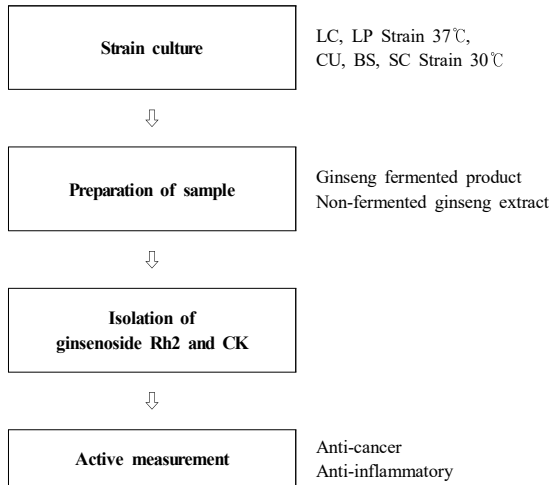 Strain culture
LC, LP Strain 37℃,
CU, BS, SC Strain 30℃
Preparation of sample
Ginseng fermented product
Non-fermented ginseng extract
Isolation of
ginsenoside Rh2 and CK
Active measurement
Anti-cancer
Anti-inflammatory